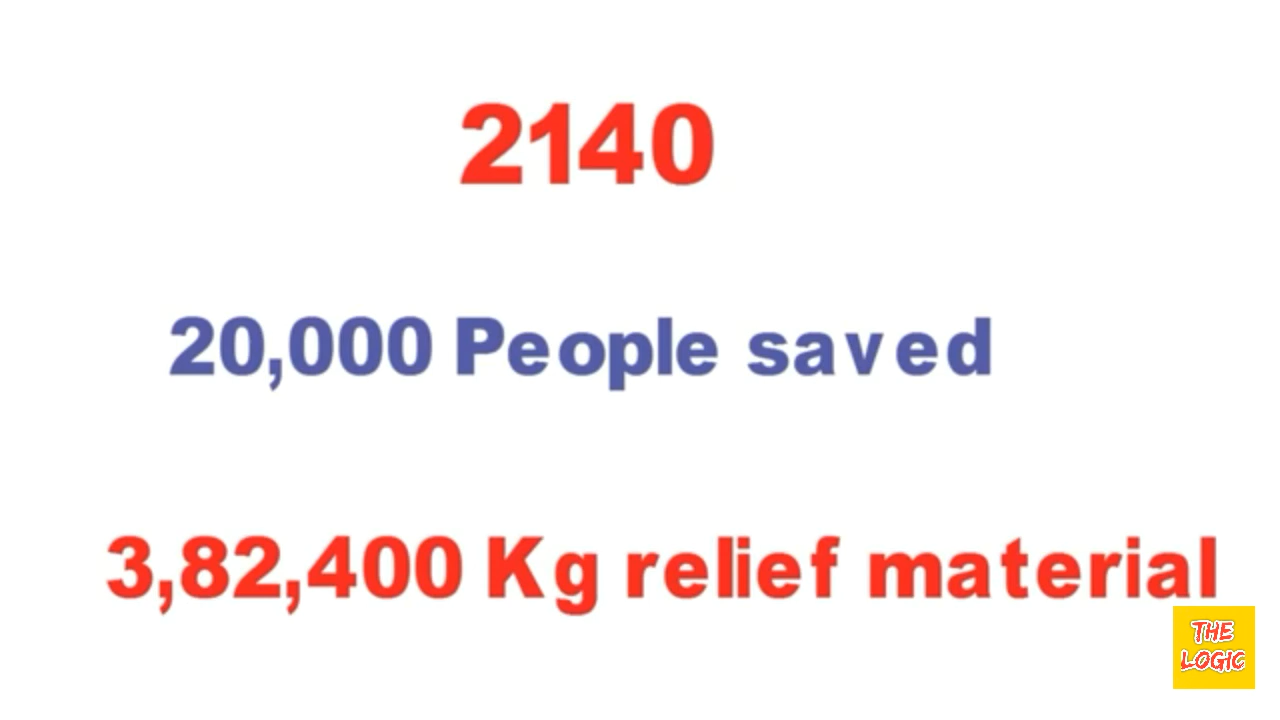 2140
20,000 People saved
3,82,400 Kg relief material
THE
LOGIC